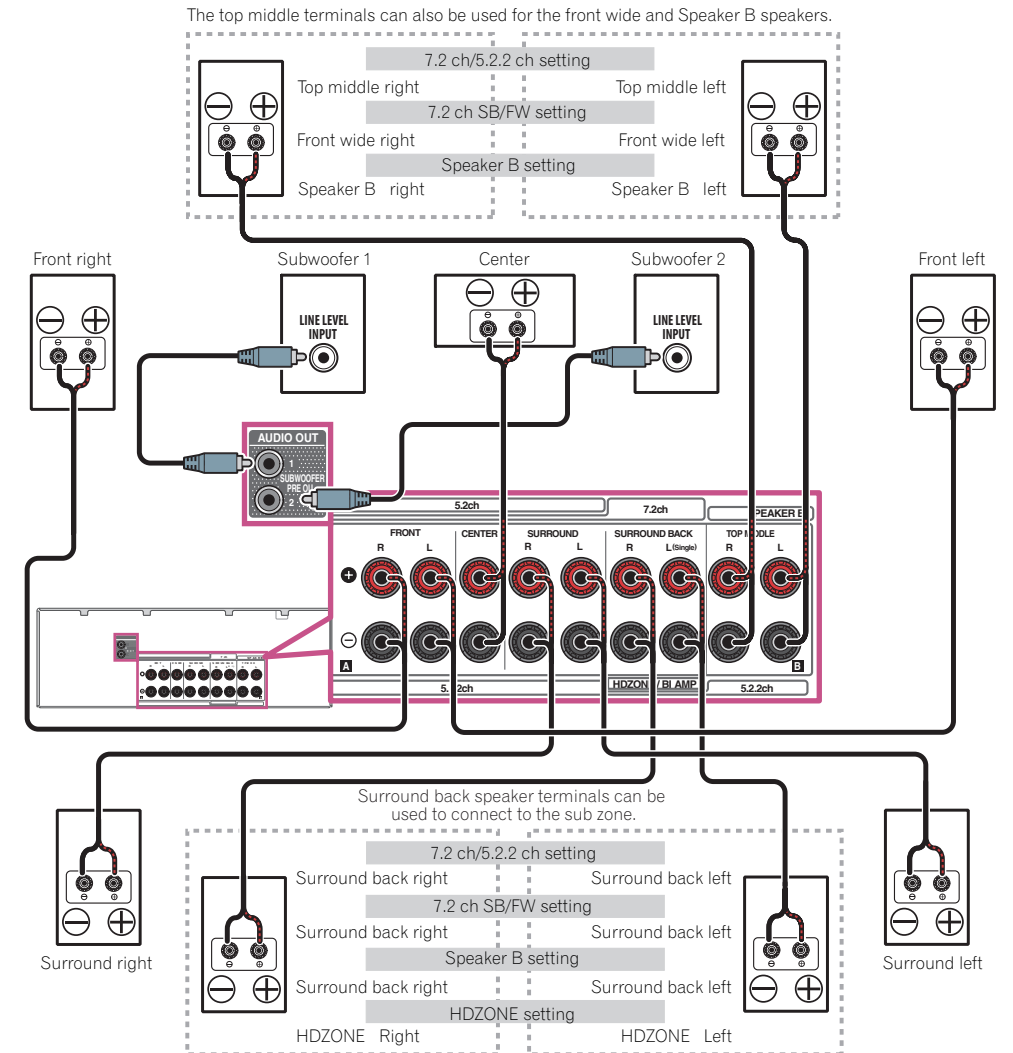 The top middle terminals can also be used for the front wide and Speaker B speakers.
7.2 ch/5.2.2 ch setting
Top middle right
Top middle left
7.2 ch SB/FW setting
Front wide right
Front wide left
Speaker B setting
Speaker B right
Speaker B left
Front right
Subwoofer 1
Center
Subwoofer 2
Front left
LINE LEVEL
INPUT
LINE LEVEL
INPUT
AUDIO OUT
1
SUBWOOFER
PRE OU
2
5.2ch
7.2ch
PEAKER B
FRONT
CENTER
SURROUND
SURROUND BACK
TOP M DDLE
R L
R L
R L (Single)
R L
A
B
5. 2ch
HDZON / BI AMP
5.2.2ch
Surround back speaker terminals can be
used to connect to the sub zone.
7.2 ch/5.2.2 ch setting
Surround back right
Surround back left
7.2 ch SB/FW setting
Surround back right
Surround back left
Speaker B setting
Surround back right
Surround back left
HDZONE setting
HDZONE Right
HDZONE Left
Surround right
Surround left